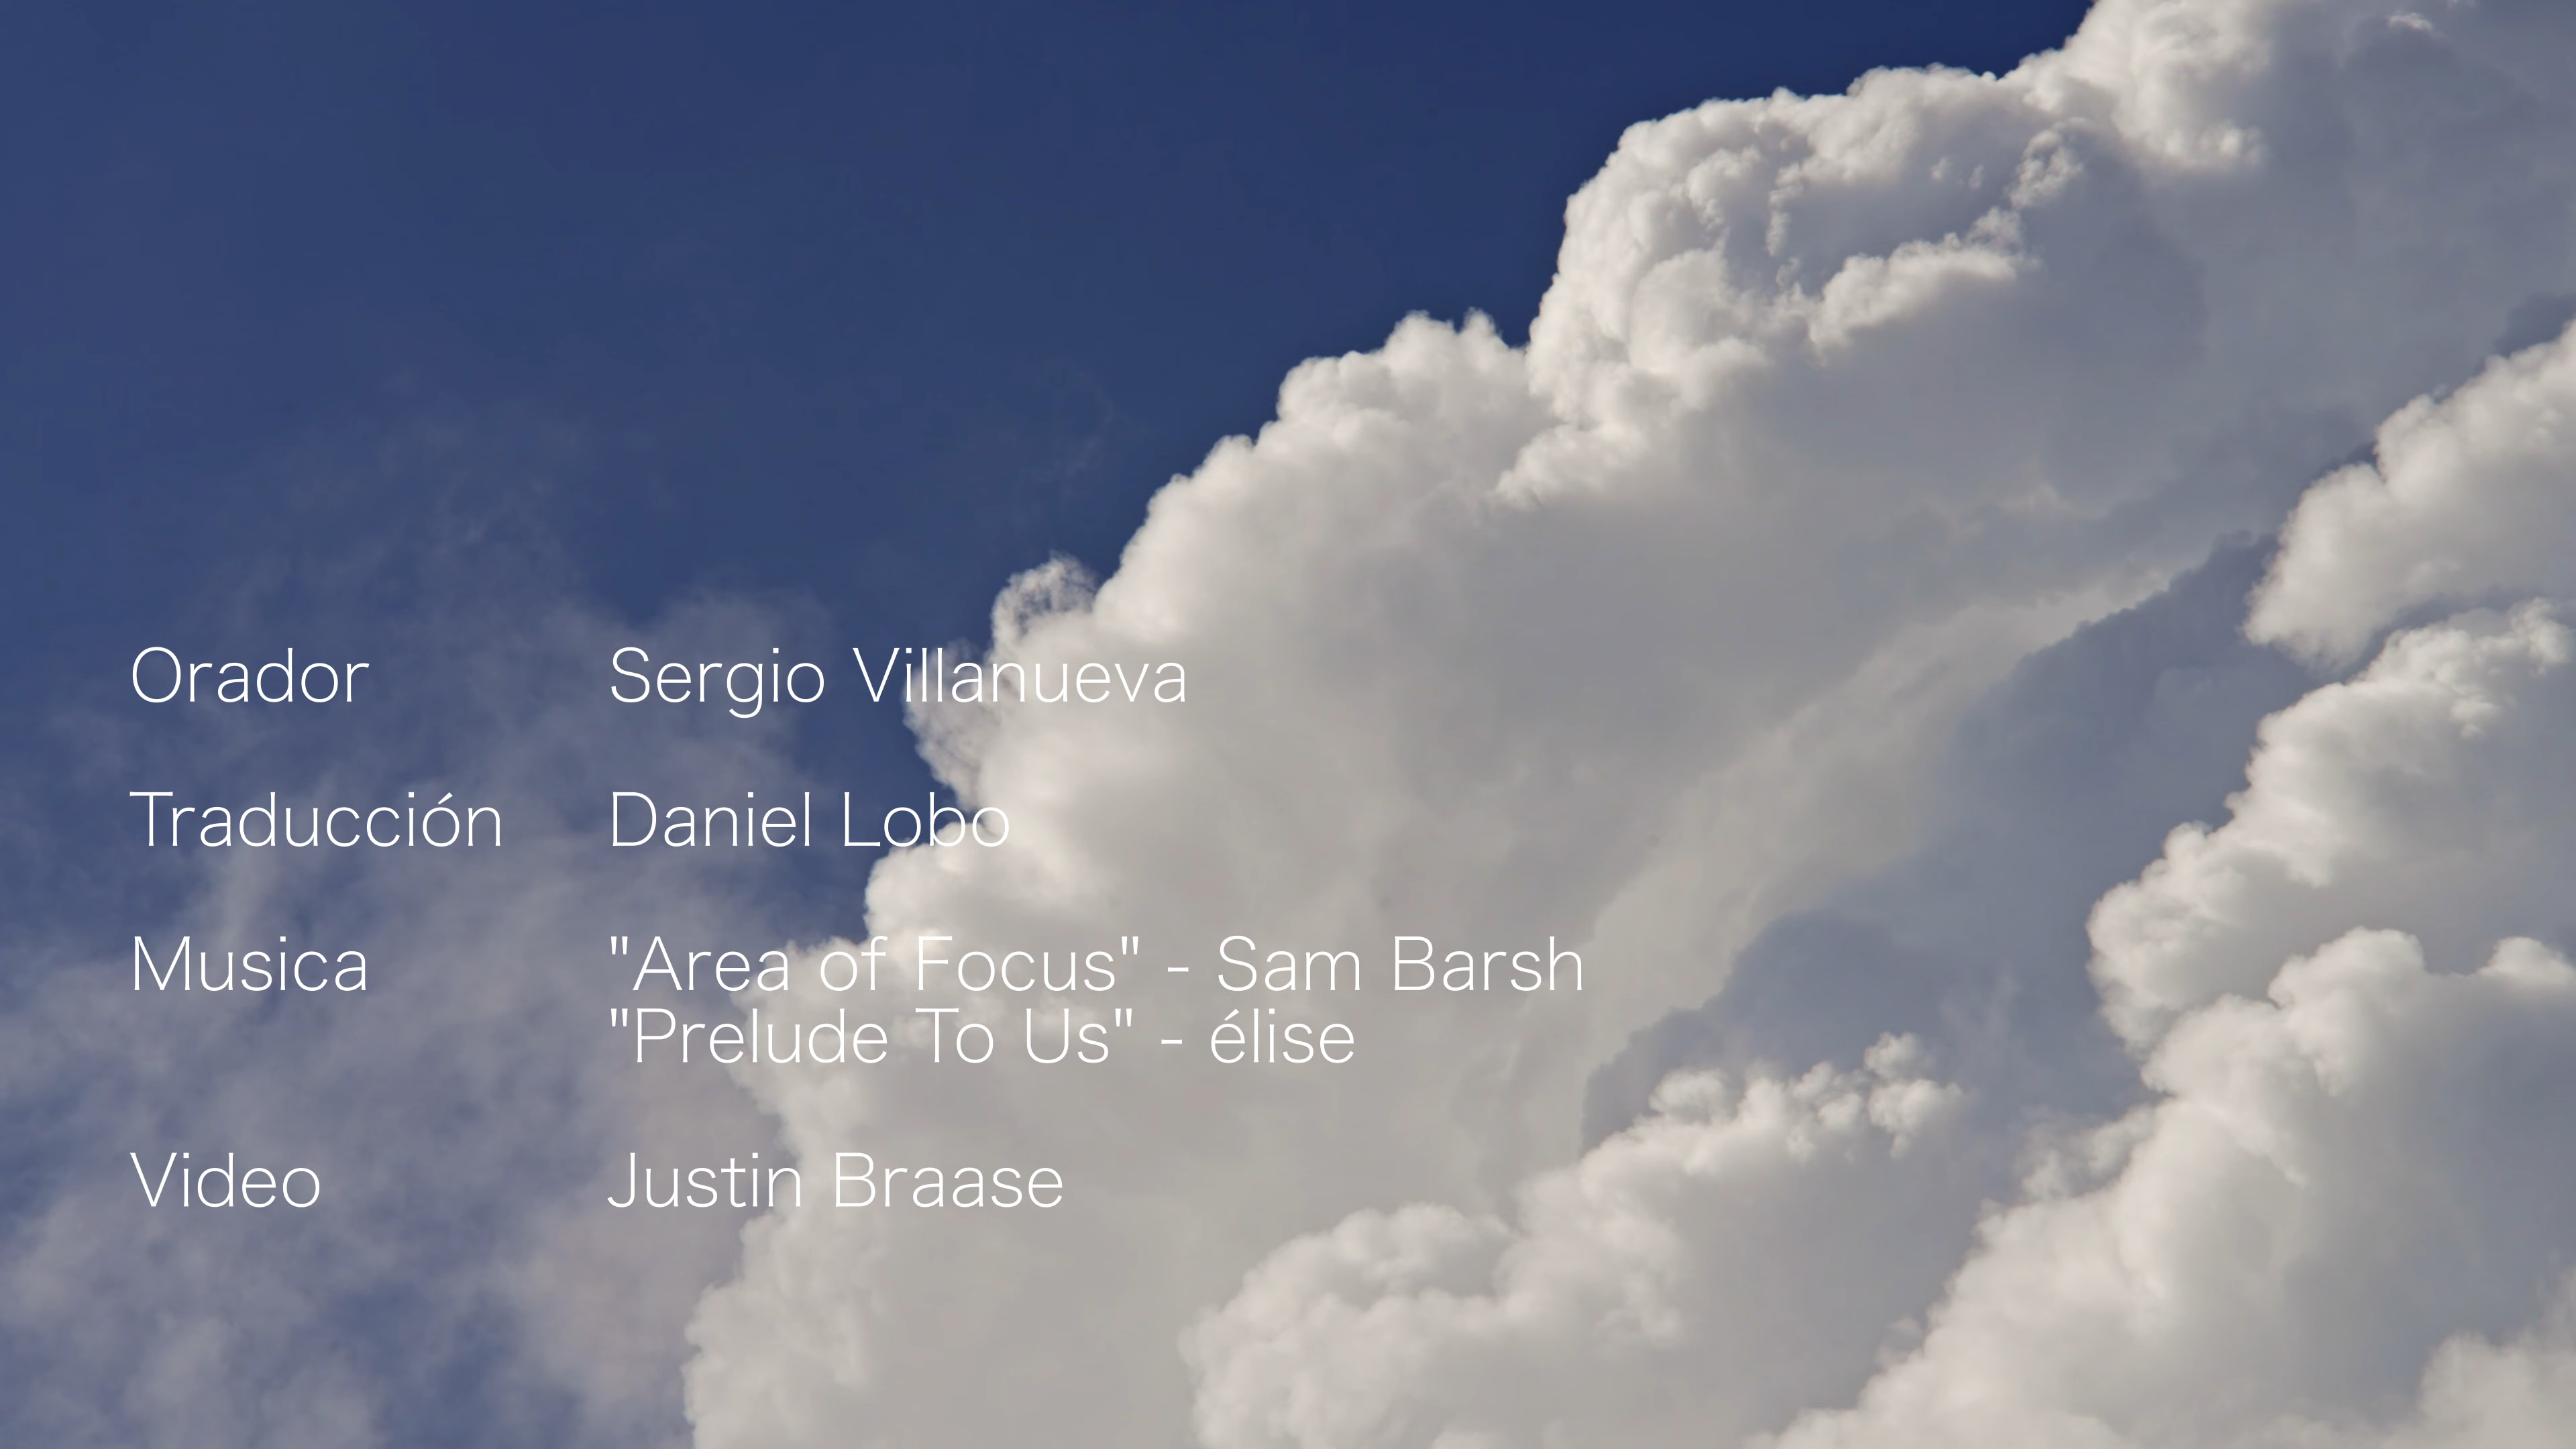 Orador Sergio Villanueva
Traducción Daniel Lobo
Musica "Area of Focus" - Sam Barsh
"Prelude To Us" - élise
Video Justin Braase